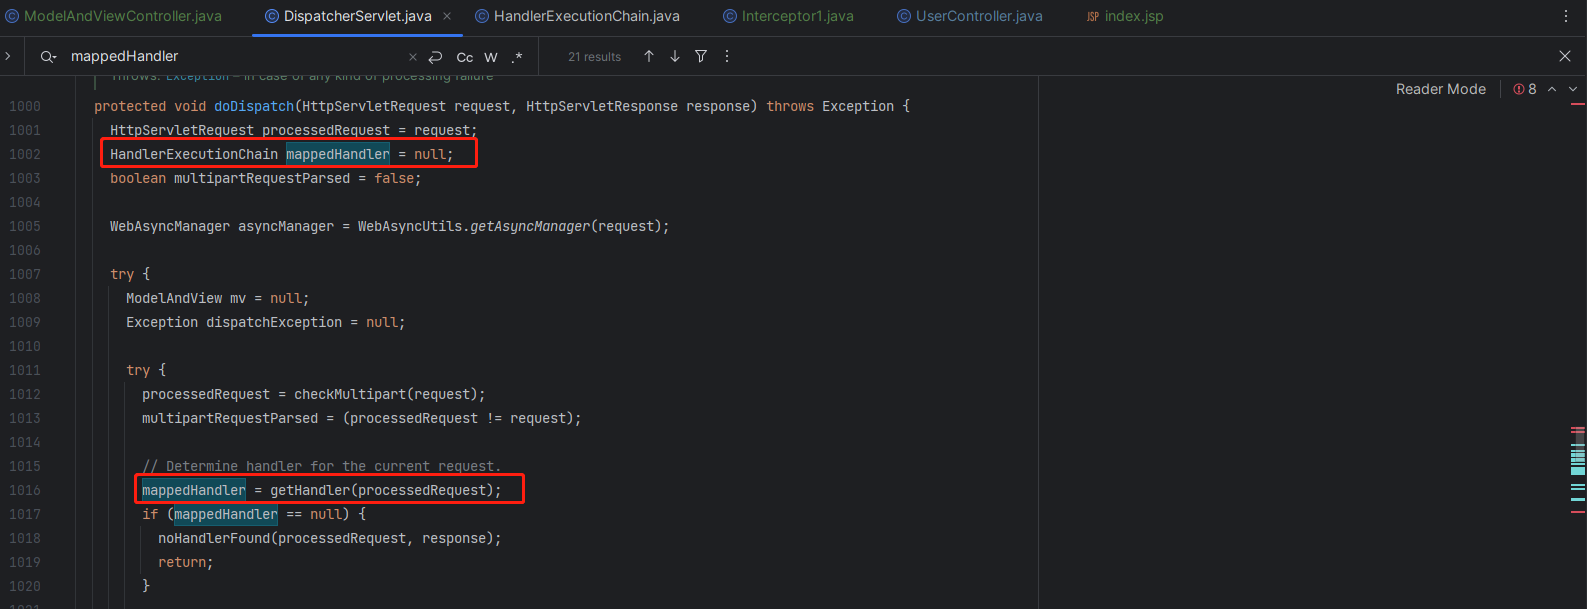 ModelAndViewController.java DispatcherServlet.java HandlerExecutionChain.java Interceptor1.java UserController.java JSP index.jsp
mappedHandler Cc W .* 21 results
Throws: Exception – in case of any kind of processing failure
Reader Mode 8
1000 protected void doDispatch(HttpServletRequest request, HttpServletResponse response) throws Exception {
1001 HttpServletRequest processedRequest = request;
1002 HandlerExecutionChain mappedHandler = null;
1003 boolean multipartRequestParsed = false;
1004
1005 WebAsyncManager asyncManager = WebAsyncUtils.getAsyncManager(request);
1006
1007 try {
1008 ModelAndView mv = null;
1009 Exception dispatchException = null;
1010
1011 try {
1012 processedRequest = checkMultipart(request);
1013 multipartRequestParsed = (processedRequest != request);
1014
1015 // Determine handler for the current request.
1016 mappedHandler = getHandler(processedRequest);
1017 if (mappedHandler == null) {
1018 noHandlerFound(processedRequest, response);
1019 return;
1020 }